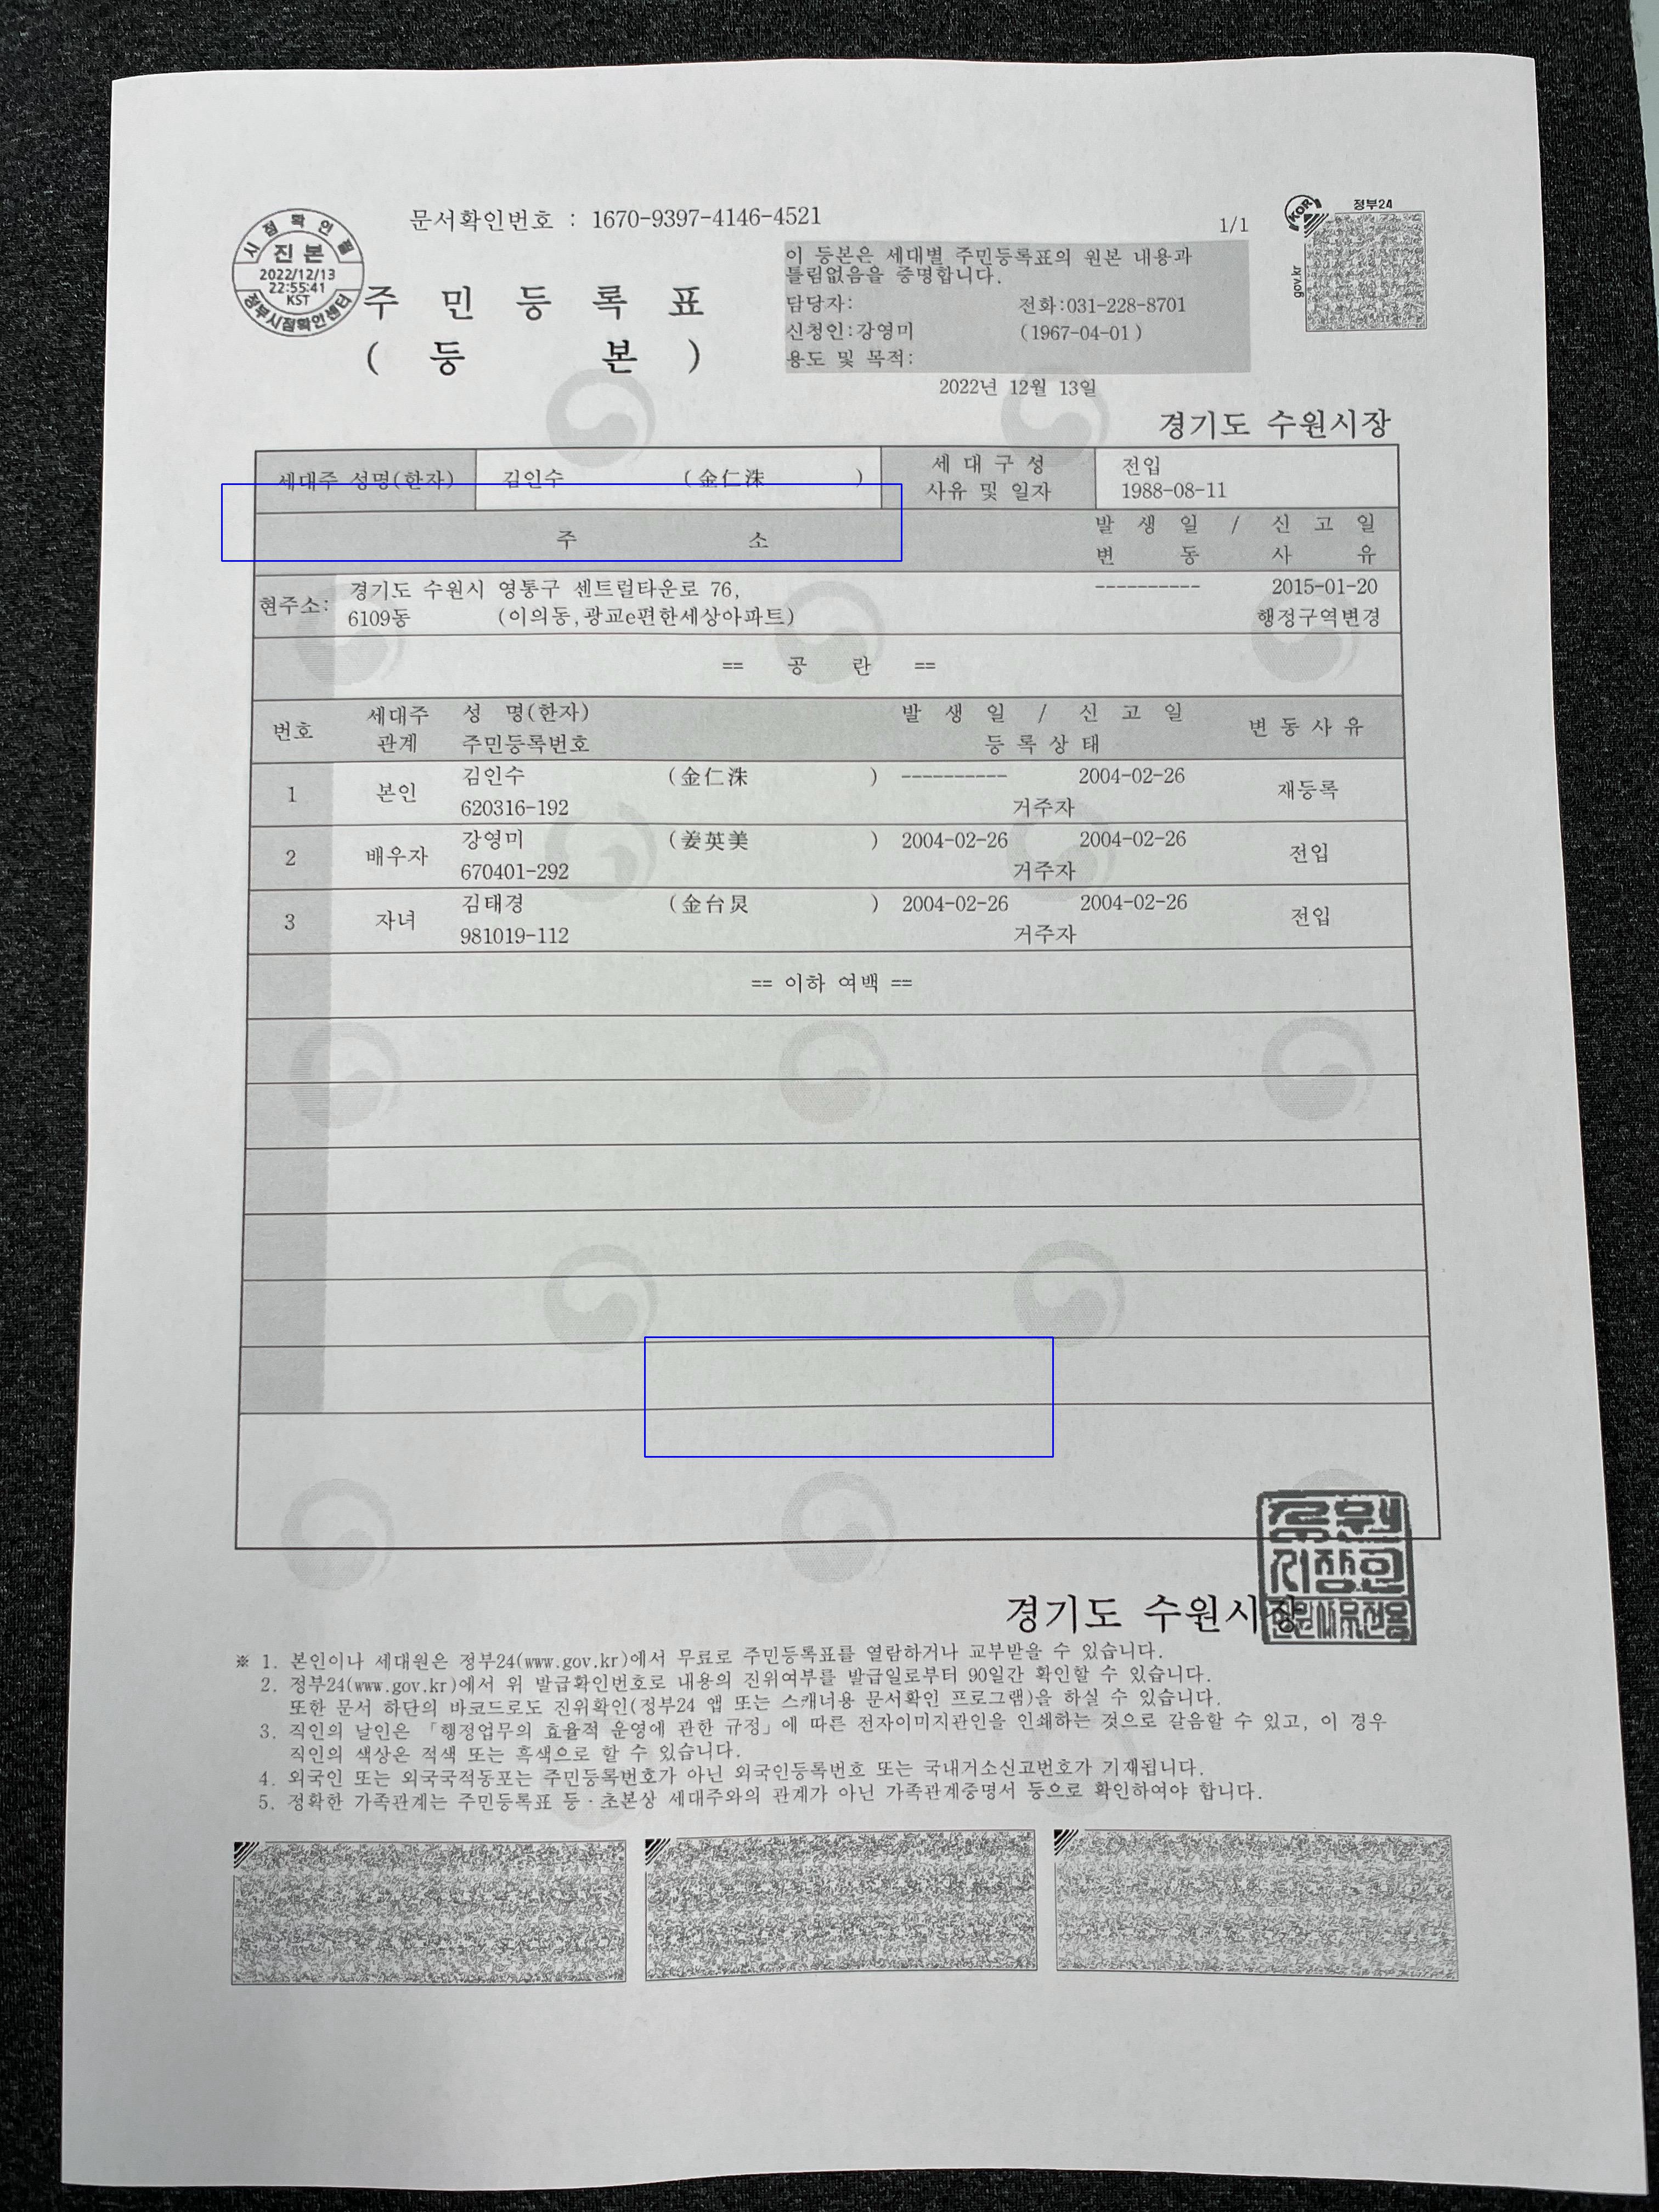 시점확인필
진본
2022/12/13
22:55:41
KST
정부시점확인센터
문서확인번호 : 1670-9397-4146-4521
1/1
정부24
KOR
gov.kr
주 민 등 록 표
( 등 본 )
이 등본은 세대별 주민등록표의 원본 내용과
틀림없음을 증명합니다.
담당자: 전화:031-228-8701
신청인:강영미 (1967-04-01)
용도 및 목적:
2022년 12월 13일
경기도 수원시장
세대주 성명(한자) 김인수 (金仁洙 ) 세 대 구 성 사유 및 일자 전입 1988-08-11
주 소 발 생 일 / 신 고 일
변 동 사 유
현주소: 경기도 수원시 영통구 센트럴타운로 76, ---------- 2015-01-20
6109동 (이의동,광교e편한세상아파트) 행정구역변경
== 공 란 ==
번호 세대주 관계 성 명(한자) 주민등록번호 발 생 일 / 신 고 일 등 록 상 태 변 동 사 유
1 본인 김인수 (金仁洙 ) ---------- 2004-02-26 재등록
620316-192 거주자
2 배우자 강영미 (姜英美 ) 2004-02-26 2004-02-26 전입
670401-292 거주자
3 자녀 김태경 (金台炅 ) 2004-02-26 2004-02-26 전입
981019-112 거주자
== 이하 여백 ==
경기도 수원시장
※ 1. 본인이나 세대원은 정부24(www.gov.kr)에서 무료로 주민등록표를 열람하거나 교부받을 수 있습니다.
2. 정부24(www.gov.kr)에서 위 발급확인번호로 내용의 진위여부를 발급일로부터 90일간 확인할 수 있습니다.
또한 문서 하단의 바코드로도 진위확인(정부24 앱 또는 스캐너용 문서확인 프로그램)을 하실 수 있습니다.
3. 직인의 날인은 「행정업무의 효율적 운영에 관한 규정」에 따른 전자이미지관인을 인쇄하는 것으로 갈음할 수 있고, 이 경우
직인의 색상은 적색 또는 흑색으로 할 수 있습니다.
4. 외국인 또는 외국국적동포는 주민등록번호가 아닌 외국인등록번호 또는 국내거소신고번호가 기재됩니다.
5. 정확한 가족관계는 주민등록표 등·초본상 세대주와의 관계가 아닌 가족관계증명서 등으로 확인하여야 합니다.